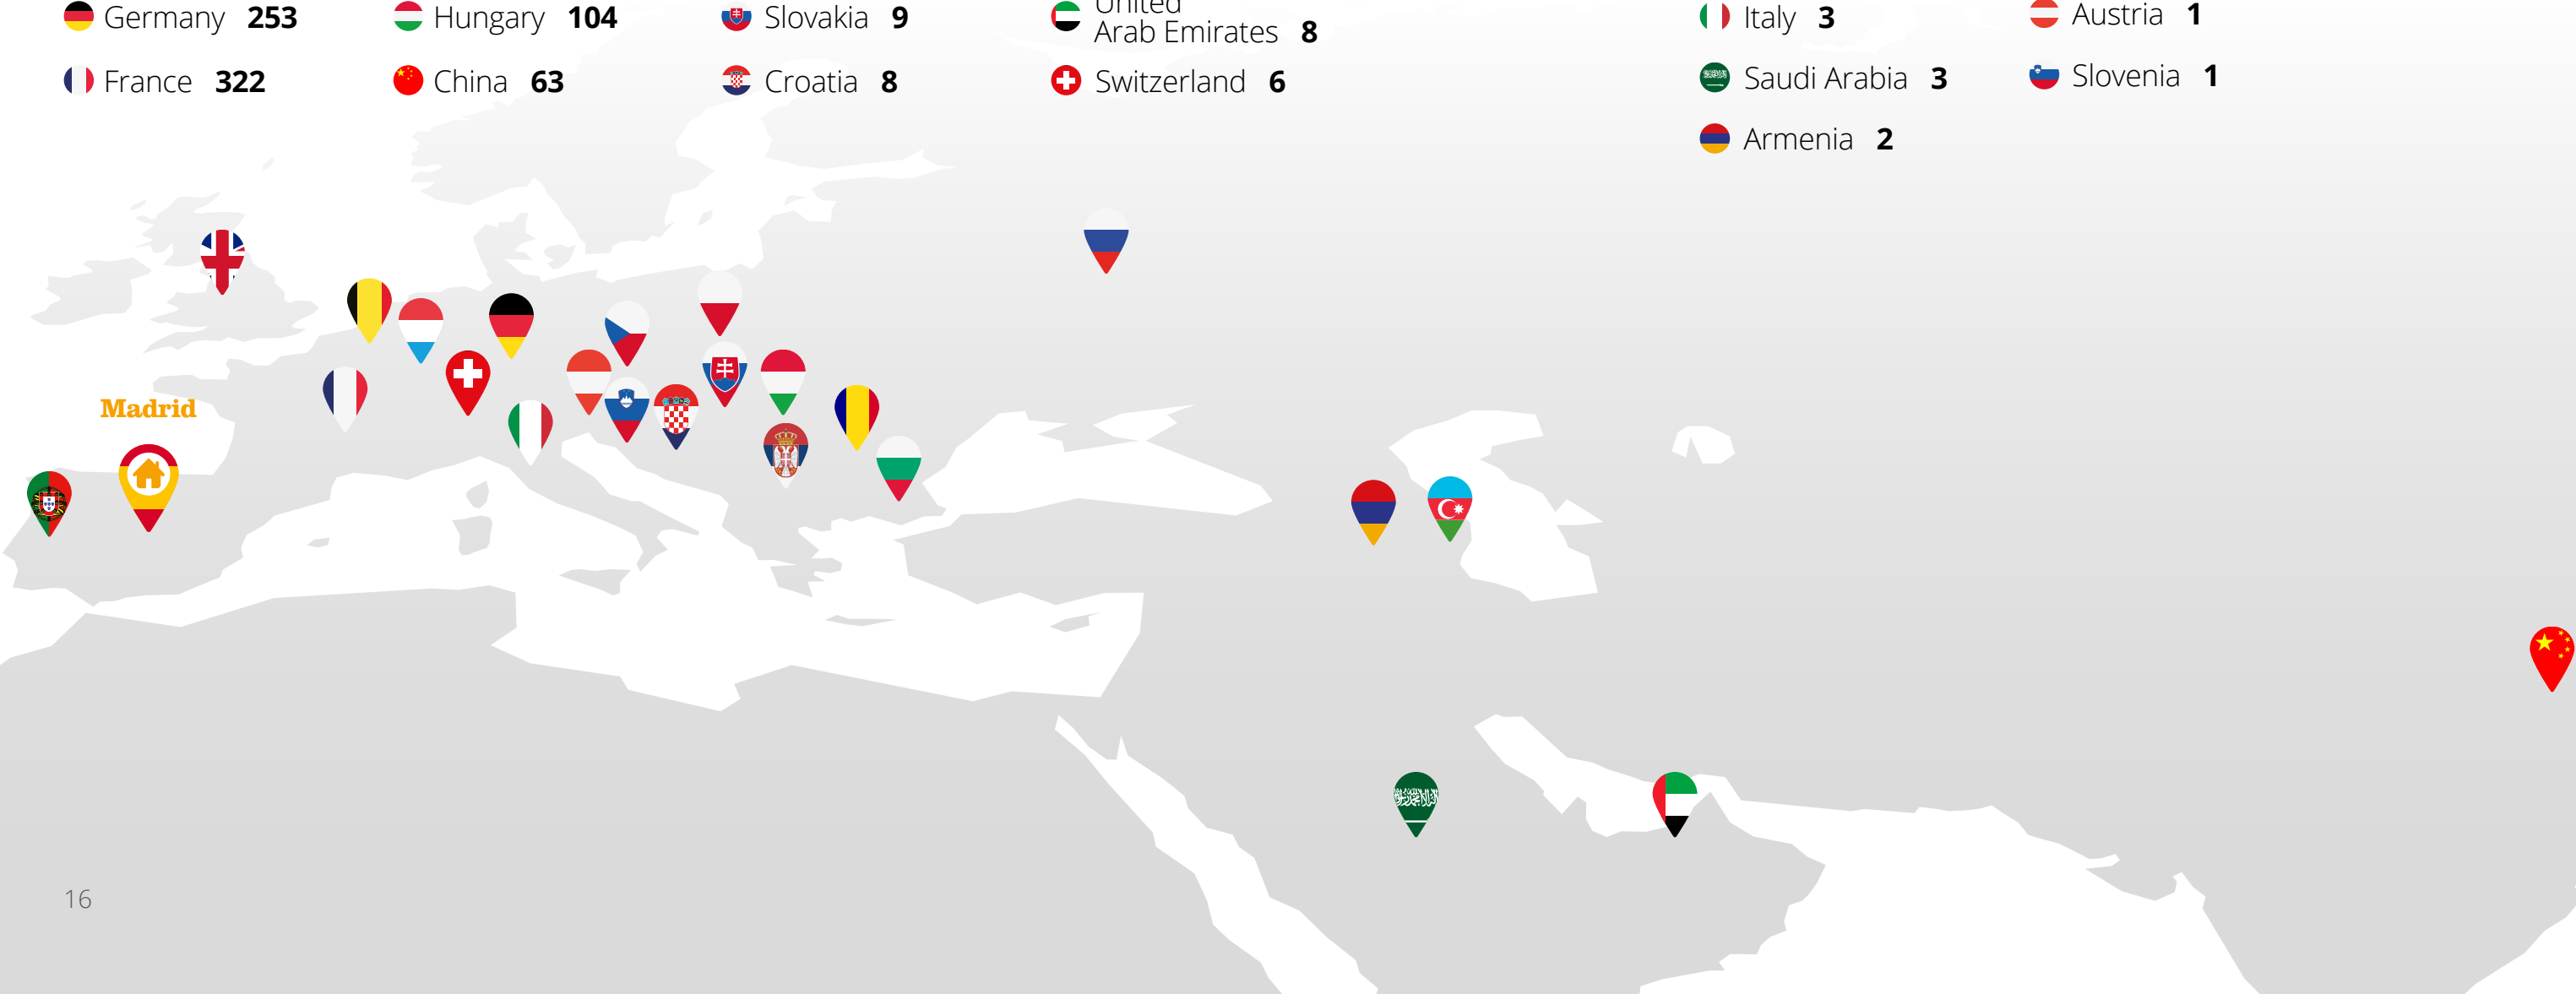 Germany 253
Hungary 104
Slovakia 9
United
Arab Emirates 8
Italy 3
Austria 1
France 322
China 63
Croatia 8
Switzerland 6
Saudi Arabia 3
Slovenia 1
Armenia 2
Madrid
16